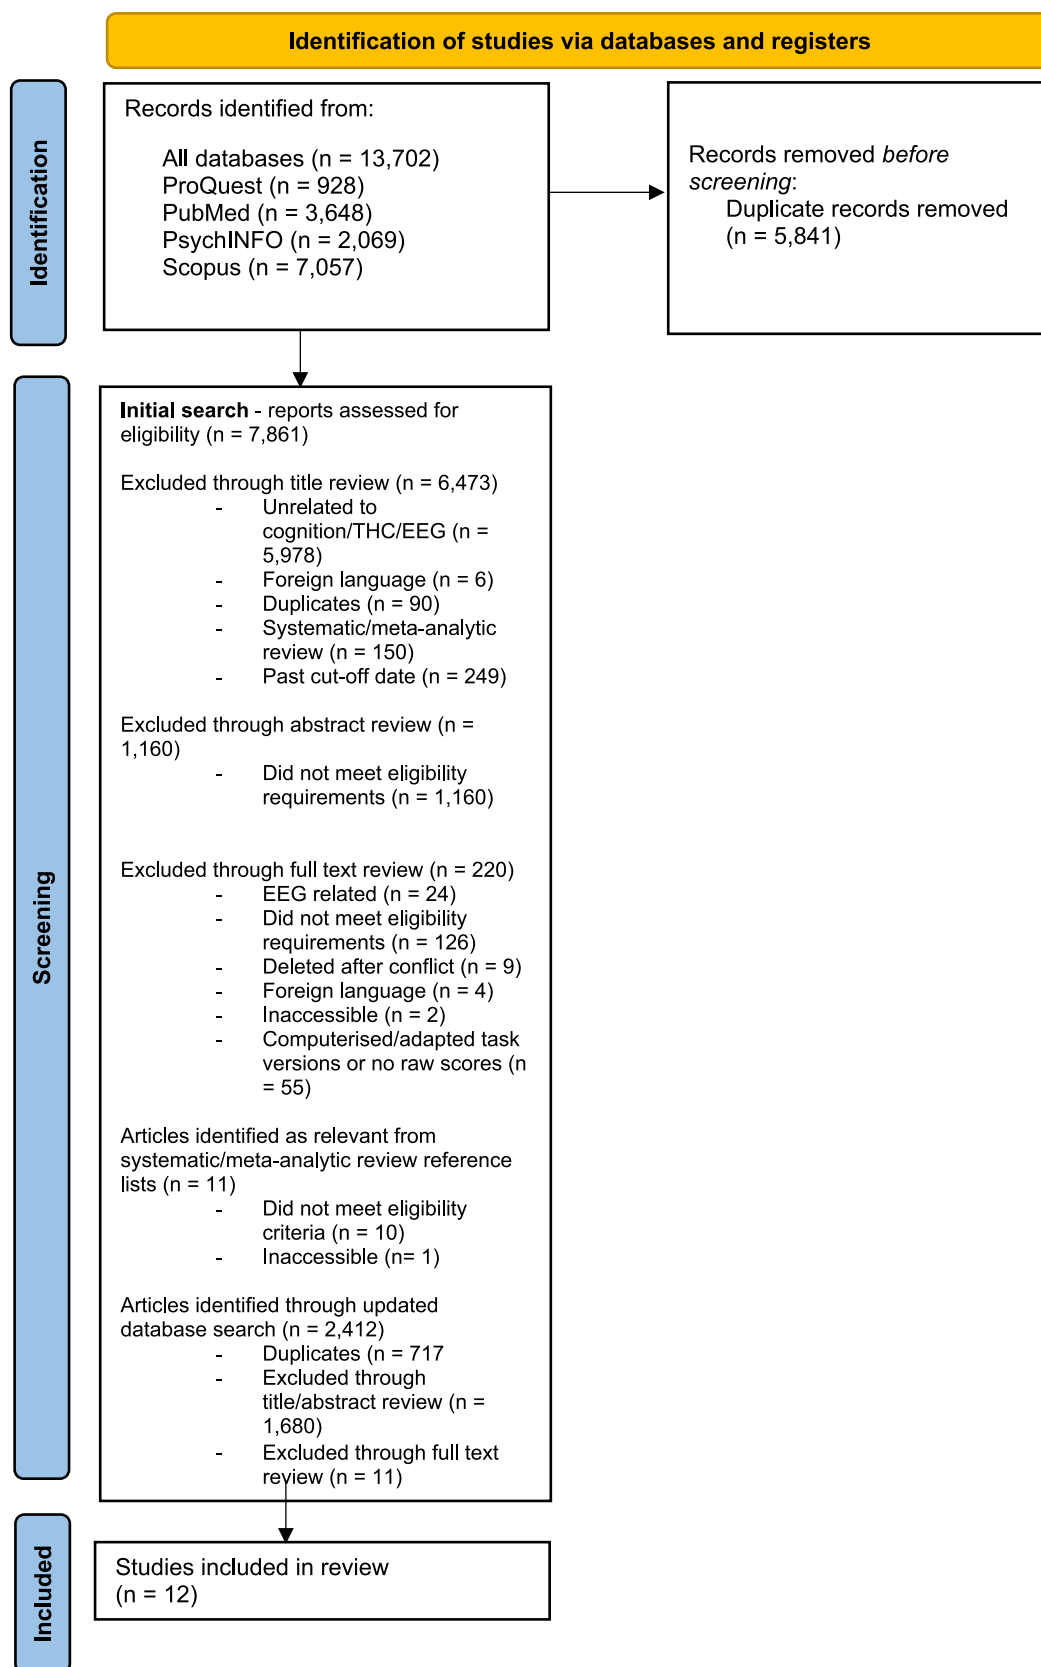 Identification of studies via databases and registers
Identification
Records identified from:
All databases (n = 13,702)
ProQuest (n = 928)
PubMed (n = 3,648)
PsychINFO (n = 2,069)
Scopus (n = 7,057)
Records removed before
screening:
Duplicate records removed
(n = 5,841)
Screening
Initial search - reports assessed for
eligibility (n = 7,861)
Excluded through title review (n = 6,473)
- Unrelated to
cognition/THC/EEG (n =
5,978)
- Foreign language (n = 6)
- Duplicates (n = 90)
- Systematic/meta-analytic
review (n = 150)
- Past cut-off date (n = 249)
Excluded through abstract review (n =
1,160)
- Did not meet eligibility
requirements (n = 1,160)
Excluded through full text review (n = 220)
- EEG related (n = 24)
- Did not meet eligibility
requirements (n = 126)
- Deleted after conflict (n = 9)
- Foreign language (n = 4)
- Inaccessible (n = 2)
- Computerised/adapted task
versions or no raw scores (n
= 55)
Articles identified as relevant from
systematic/meta-analytic review reference
lists (n = 11)
- Did not meet eligibility
criteria (n = 10)
- Inaccessible (n= 1)
Articles identified through updated
database search (n = 2,412)
- Duplicates (n = 717
- Excluded through
title/abstract review (n =
1,680)
- Excluded through full text
review (n = 11)
Included
Studies included in review
(n = 12)